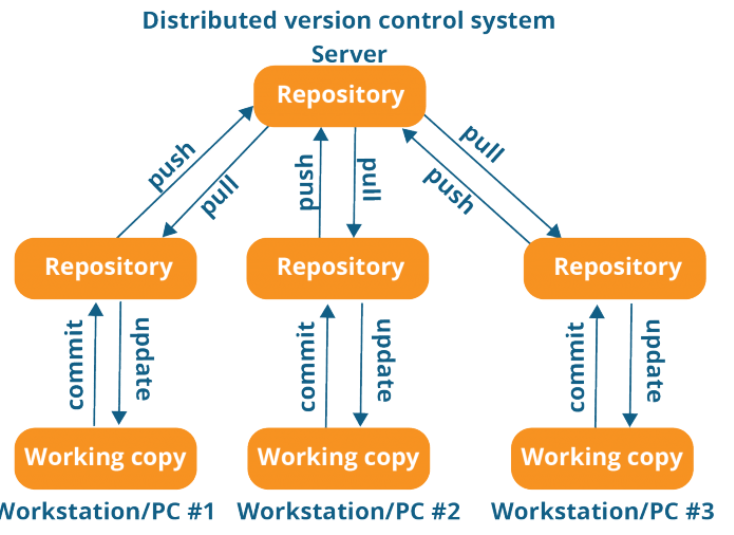 Distributed version control system
Server
Repository
push
pull
push
pull
push
pull
Repository
Repository
Repository
commit
update
commit
update
commit
update
Working copy
Working copy
Working copy
Workstation/PC #1
Workstation/PC #2
Workstation/PC #3